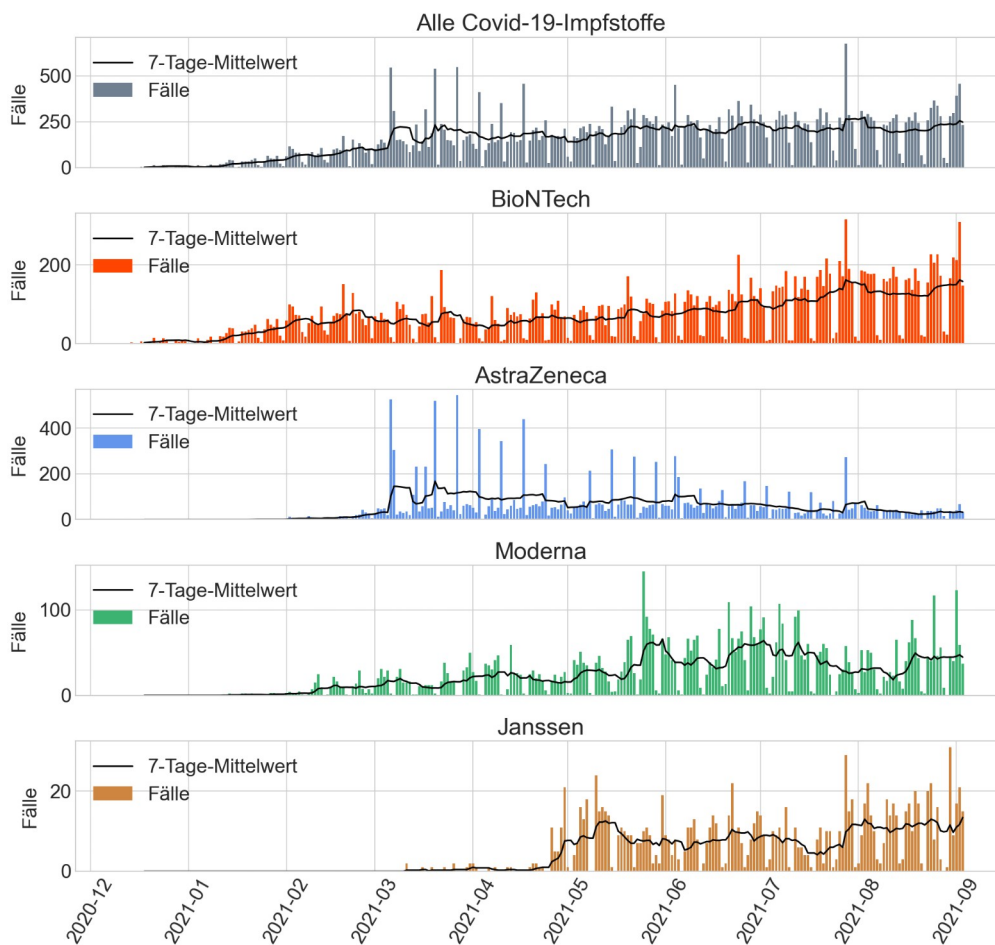 Alle Covid-19-Impfstoffe
Fälle
500
250
0
7-Tage-Mittelwert
Fälle
BioNTech
Fälle
200
0
7-Tage-Mittelwert
Fälle
AstraZeneca
Fälle
400
200
0
7-Tage-Mittelwert
Fälle
Moderna
Fälle
100
0
7-Tage-Mittelwert
Fälle
Janssen
Fälle
20
0
7-Tage-Mittelwert
Fälle
2020-12
2021-01
2021-02
2021-03
2021-04
2021-05
2021-06
2021-07
2021-08
2021-09